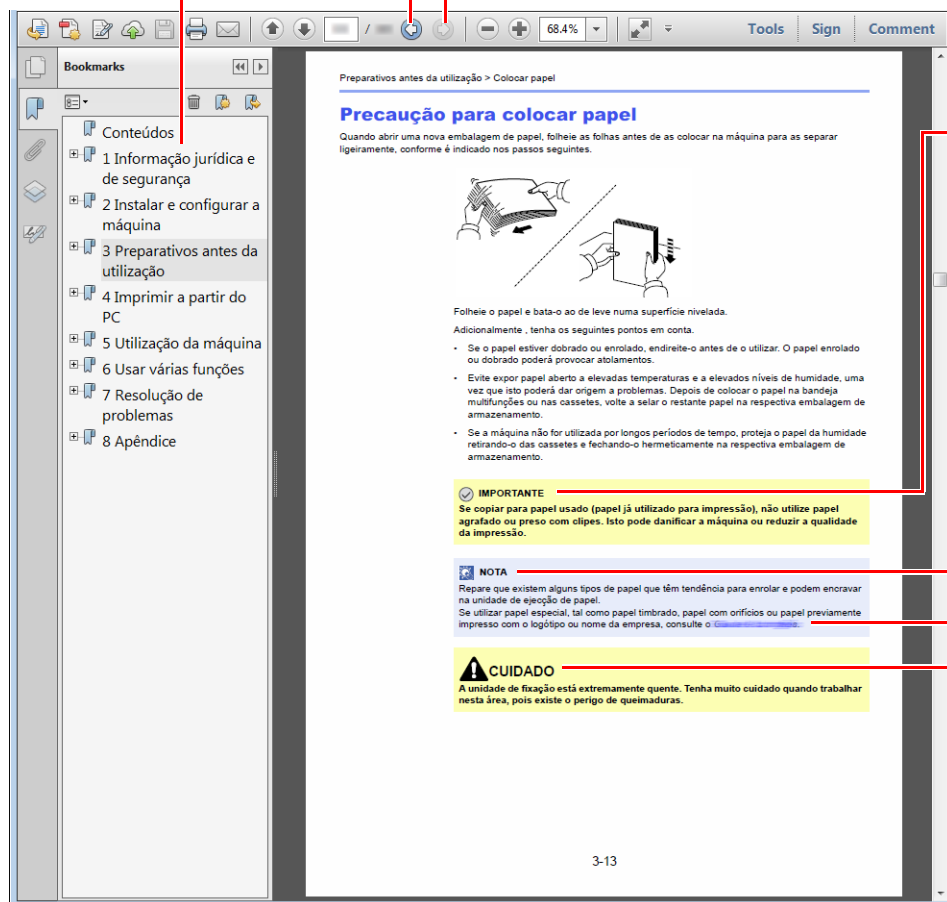 /
68.4%
Tools
Sign
Comment
Bookmarks
Conteúdos
1 Informação jurídica e
de segurança
2 Instalar e configurar a
máquina
3 Preparativos antes da
utilização
4 Imprimir a partir do
PC
5 Utilização da máquina
6 Usar várias funções
7 Resolução de
problemas
8 Apêndice
Preparativos antes da utilização > Colocar papel
Precaução para colocar papel
Quando abrir uma nova embalagem de papel, folheie as folhas antes de as colocar na máquina para as separar
ligeiramente, conforme é indicado nos passos seguintes.
Folheie o papel e bata-o ao de leve numa superfície nivelada.
Adicionalmente , tenha os seguintes pontos em conta.
• Se o papel estiver dobrado ou enrolado, endireite-o antes de o utilizar. O papel enrolado
ou dobrado poderá provocar atolamentos.
• Evite expor papel aberto a elevadas temperaturas e a elevados níveis de humidade, uma
vez que isto poderá dar origem a problemas. Depois de colocar o papel na bandeja
multifunções ou nas cassetes, volte a selar o restante papel na respectiva embalagem de
armazenamento.
• Se a máquina não for utilizada por longos períodos de tempo, proteja o papel da humidade
retirando-o das cassetes e fechando-o hermeticamente na respectiva embalagem de
armazenamento.
IMPORTANTE
Se copiar para papel usado (papel já utilizado para impressão), não utilize papel
agrafado ou preso com clipes. Isto pode danificar a máquina ou reduzir a qualidade
da impressão.
NOTA
Repare que existem alguns tipos de papel que têm tendência para enrolar e podem encravar
na unidade de ejecção de papel.
Se utilizar papel especial, tal como papel timbrado, papel com orifícios ou papel previamente
impresso com o logótipo ou nome da empresa, consulte o
CUIDADO
A unidade de fixação está extremamente quente. Tenha muito cuidado quando trabalhar
nesta área, pois existe o perigo de queimaduras.
3-13